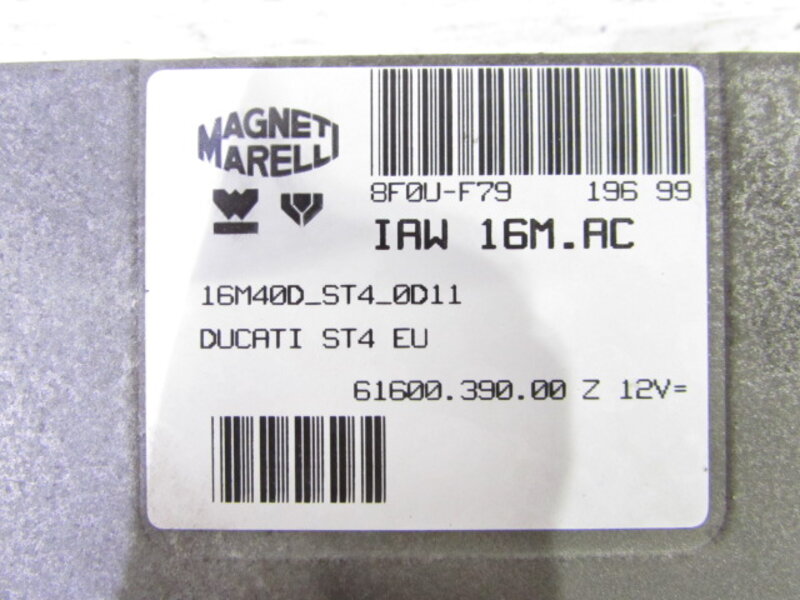 MAGNETI
MARELLI
8F0U-F79 196 99
IAW 16M.AC
16M40D_ST4_0D11
DUCATI ST4 EU
61600.390.00 Z 12V=